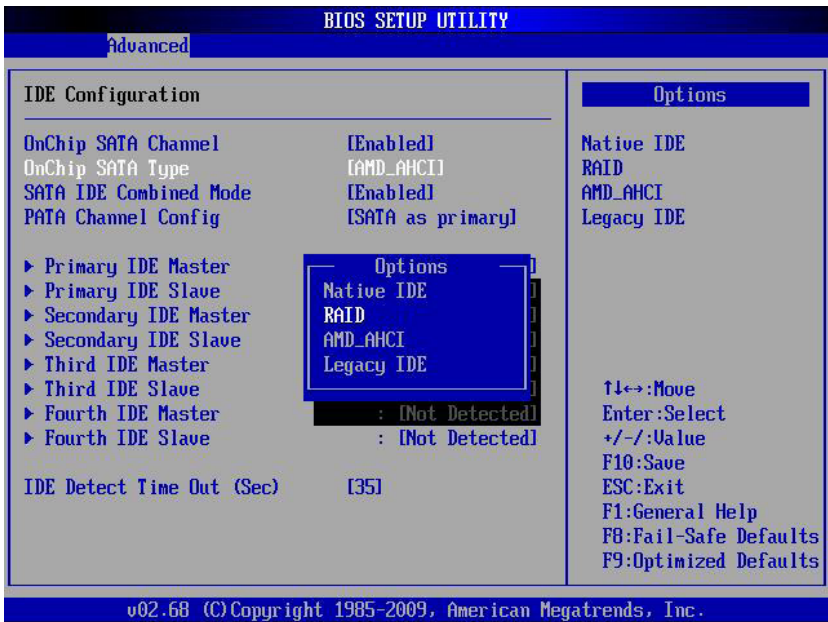 BIOS SETUP UTILITY
Advanced
IDE Configuration
OnChip SATA Channel [Enabled]
OnChip SATA Type [AMD_AHCI]
SATA IDE Combined Mode [Enabled]
PATA Channel Config [SATA as primary]
▶ Primary IDE Master ]
▶ Primary IDE Slave ]
▶ Secondary IDE Master ]
▶ Secondary IDE Slave ]
▶ Third IDE Master ]
▶ Third IDE Slave ]
▶ Fourth IDE Master : [Not Detected]
▶ Fourth IDE Slave : [Not Detected]
IDE Detect Time Out (Sec) [35]
Options
Native IDE
RAID
AMD_AHCI
Legacy IDE
Options
Native IDE
RAID
AMD_AHCI
Legacy IDE
↑↓←→:Move
Enter:Select
+/-/:Value
F10:Save
ESC:Exit
F1:General Help
F8:Fail-Safe Defaults
F9:Optimized Defaults
v02.68 (C)Copyright 1985-2009, American Megatrends, Inc.